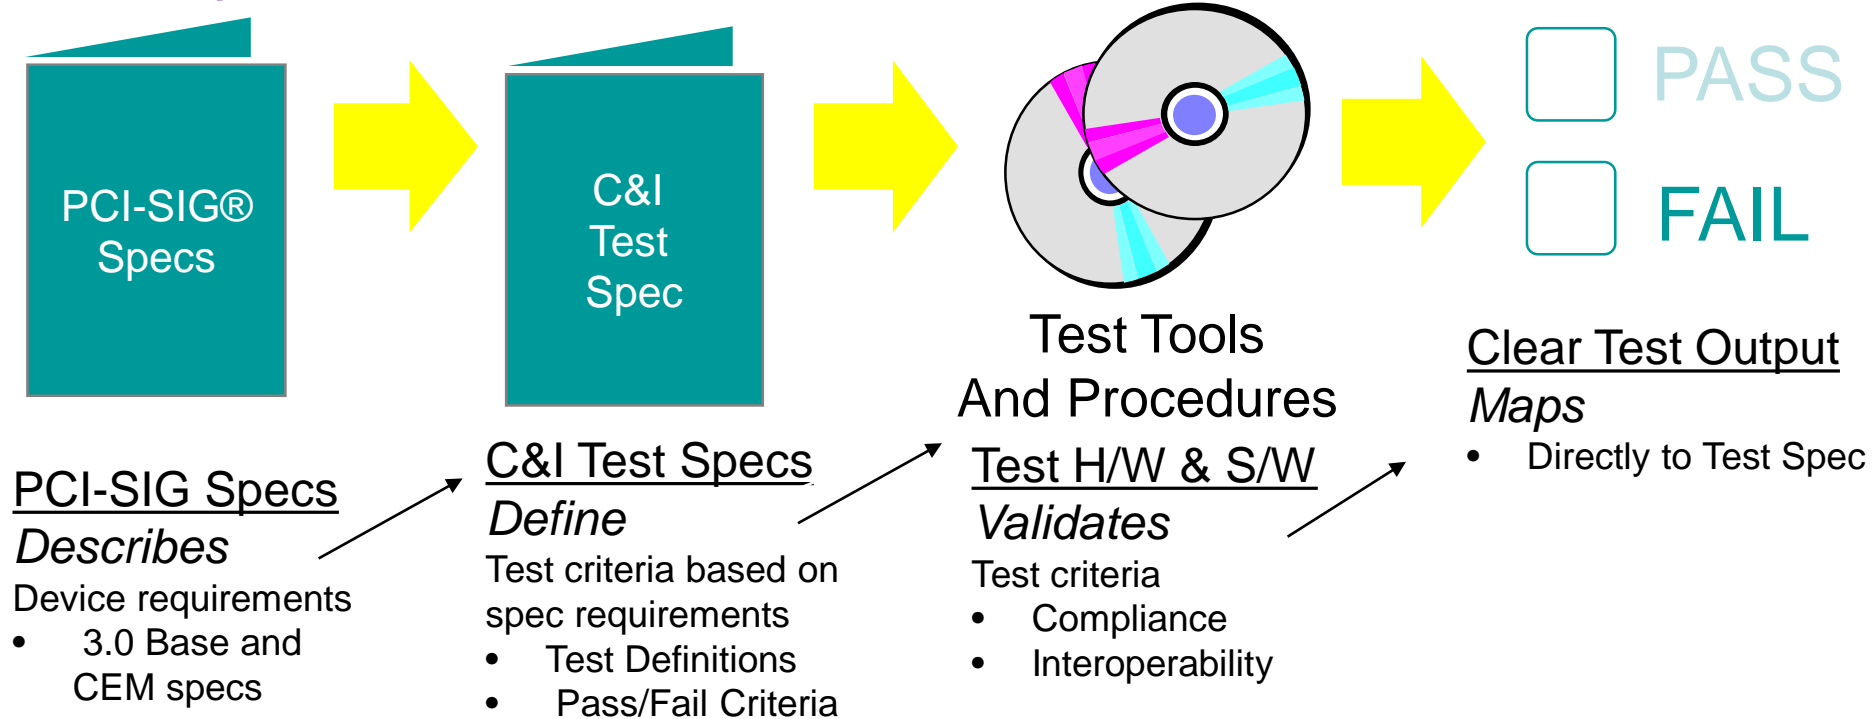 PCI-SIG®
Specs
C&I
Test
Spec
Test Tools
And Procedures
PASS
FAIL
PCI-SIG Specs
Describes
Device requirements
• 3.0 Base and
CEM specs
C&I Test Specs
Define
Test criteria based on
spec requirements
• Test Definitions
• Pass/Fail Criteria
Test H/W & S/W
Validates
Test criteria
• Compliance
• Interoperability
Clear Test Output
Maps
• Directly to Test Spec